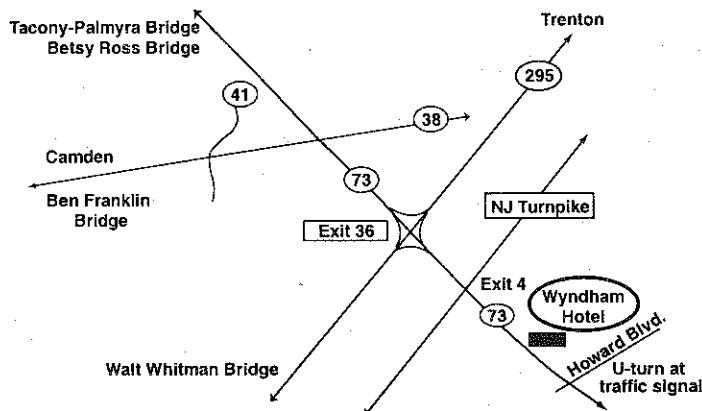 Tacony-Palmyra Bridge
Betsy Ross Bridge
Trenton
295
41
38
Camden
Ben Franklin
Bridge
73
NJ Turnpike
Exit 36
Exit 4
Wyndham
Hotel
73
Howard Blvd.
Walt Whitman Bridge
U-turn at
traffic signal